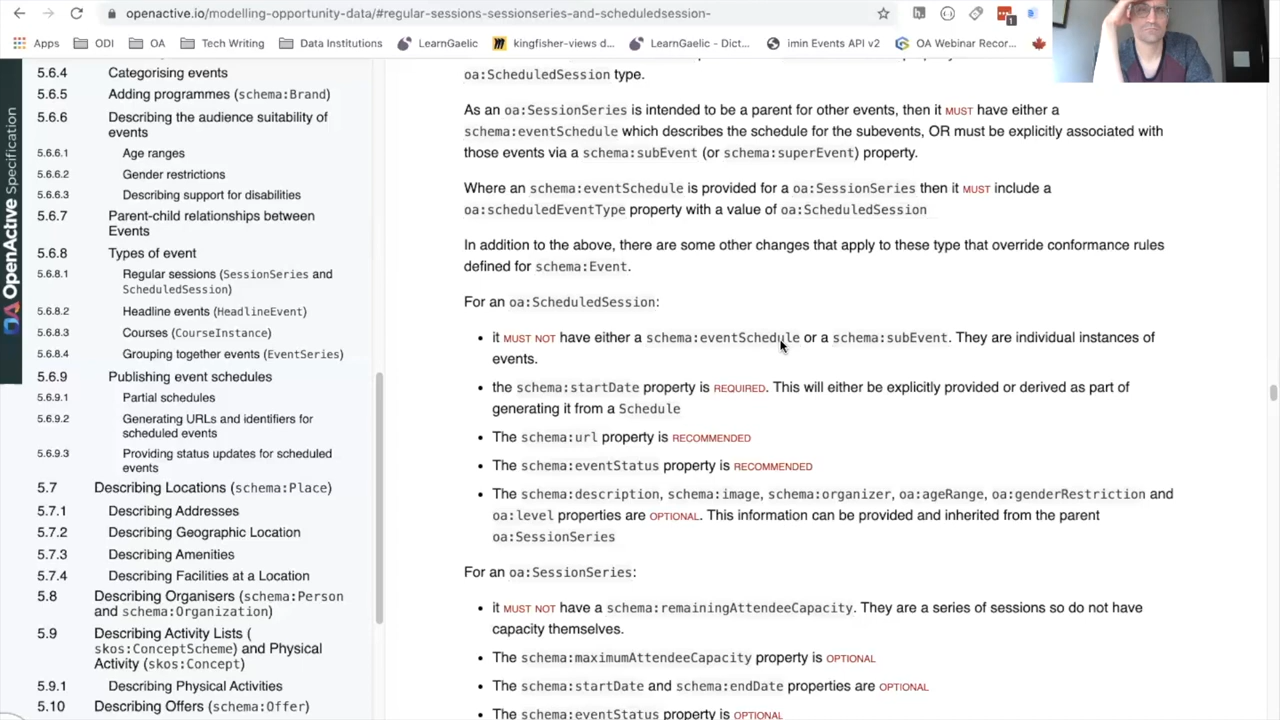 openactive.io/modelling-opportunity-data/#regular-sessions-sessionseries-and-scheduledsession-
1
Apps
ODI
OA
Tech Writing
Data Institutions
LearnGaelic
kingfisher-views d...
LearnGaelic - Dict...
imin Events API v2
OA Webinar Recor...
OpenActive Specification
5.6.4 Categorising events
5.6.5 Adding programmes (schema:Brand)
5.6.6 Describing the audience suitability of
events
5.6.6.1 Age ranges
5.6.6.2 Gender restrictions
5.6.6.3 Describing support for disabilities
5.6.7 Parent-child relationships between
Events
5.6.8 Types of event
5.6.8.1 Regular sessions (SessionSeries and
ScheduledSession)
5.6.8.2 Headline events (HeadlineEvent)
5.6.8.3 Courses (CourseInstance)
5.6.8.4 Grouping together events (EventSeries)
5.6.9 Publishing event schedules
5.6.9.1 Partial schedules
5.6.9.2 Generating URLs and identifiers for
scheduled events
5.6.9.3 Providing status updates for scheduled
events
5.7 Describing Locations (schema:Place)
5.7.1 Describing Addresses
5.7.2 Describing Geographic Location
5.7.3 Describing Amenities
5.7.4 Describing Facilities at a Location
5.8 Describing Organisers (schema:Person
and schema:Organization)
5.9 Describing Activity Lists (
skos:ConceptScheme) and Physical
Activity (skos:Concept)
5.9.1 Describing Physical Activities
5.10 Describing Offers (schema:Offer)
oa:ScheduledSession type.
As an oa:SessionSeries is intended to be a parent for other events, then it MUST have either a
schema:eventSchedule which describes the schedule for the subevents, OR must be explicitly associated with
those events via a schema:subEvent (or schema:superEvent) property.
Where an schema:eventSchedule is provided for a oa:SessionSeries then it MUST include a
oa:scheduledEventType property with a value of oa:ScheduledSession
In addition to the above, there are some other changes that apply to these type that override conformance rules
defined for schema:Event.
For an oa:ScheduledSession:
• it MUST NOT have either a schema:eventSchedule or a schema:subEvent. They are individual instances of
events.
• the schema:startDate property is REQUIRED. This will either be explicitly provided or derived as part of
generating it from a Schedule
• The schema:url property is RECOMMENDED
• The schema:eventStatus property is RECOMMENDED
• The schema:description, schema:image, schema:organizer, oa:ageRange, oa:genderRestriction and
oa:level properties are OPTIONAL. This information can be provided and inherited from the parent
oa:SessionSeries
For an oa:SessionSeries:
• it MUST NOT have a schema:remainingAttendeeCapacity. They are a series of sessions so do not have
capacity themselves.
• The schema:maximumAttendeeCapacity property is OPTIONAL
• The schema:startDate and schema:endDate properties are OPTIONAL
• The schema:eventStatus property is OPTIONAL